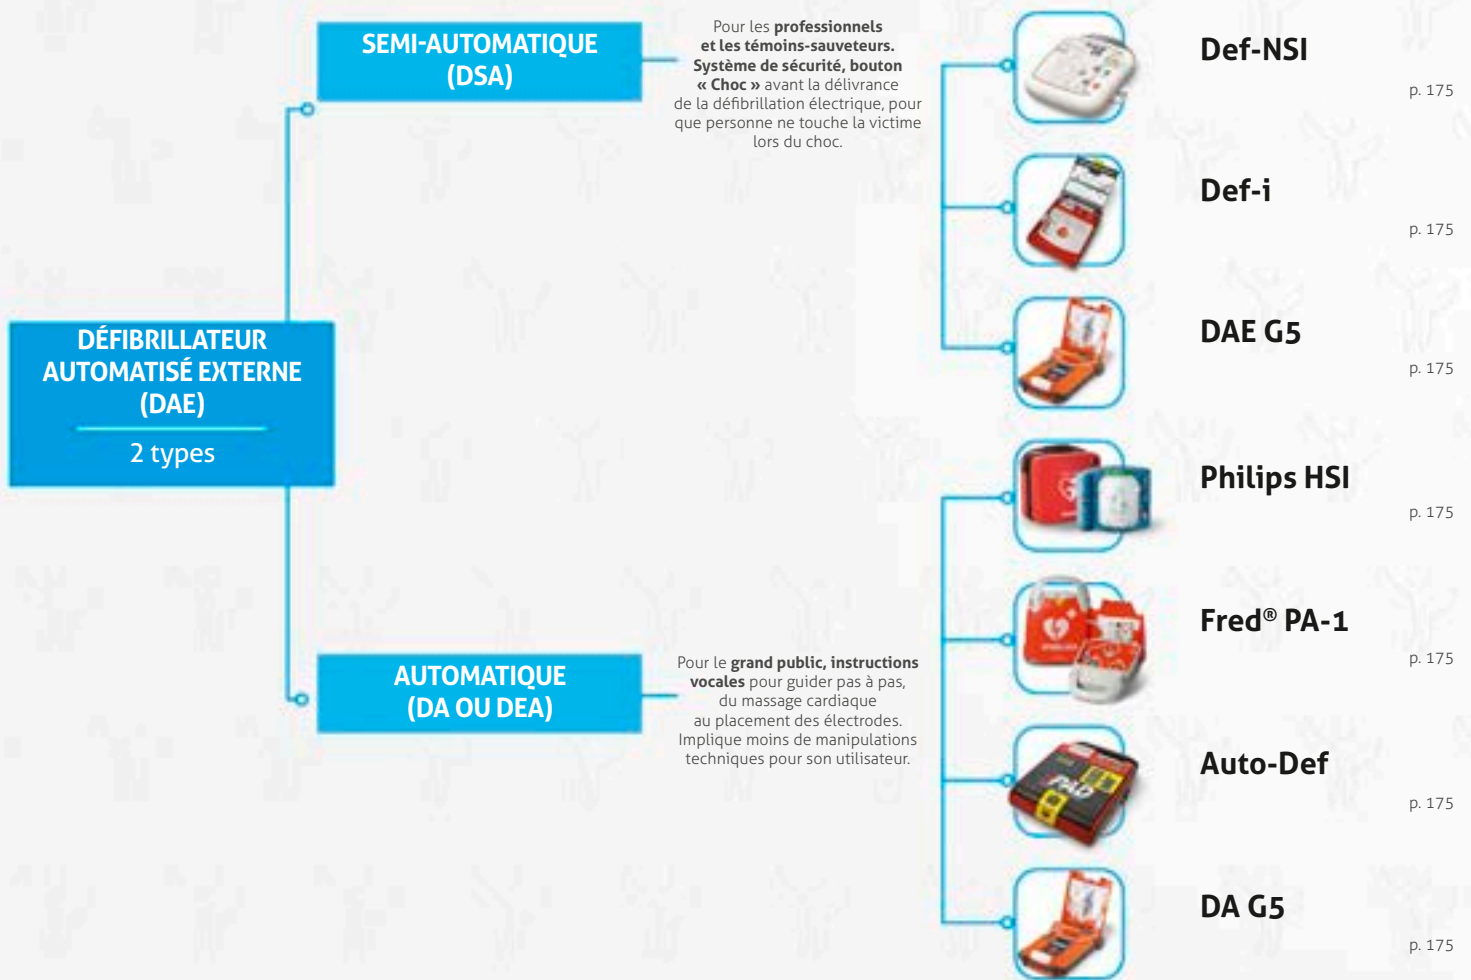 SEMI-AUTOMATIQUE
(DSA)
Pour les professionnels
et les témoins-sauveteurs.
Système de sécurité, bouton
« Choc » avant la délivrance
de la défibrillation électrique, pour
que personne ne touche la victime
lors du choc.
Def-NSI
p. 175
Def-i
p. 175
DAE G5
p. 175
DÉFIBRILLATEUR
AUTOMATISÉ EXTERNE
(DAE)
2 types
AUTOMATIQUE
(DA OU DEA)
Pour le grand public, instructions
vocales pour guider pas à pas,
du massage cardiaque
au placement des électrodes.
Implique moins de manipulations
techniques pour son utilisateur.
Philips HSI
p. 175
Fred® PA-1
p. 175
PAD
Auto-Def
p. 175
DA G5
p. 175